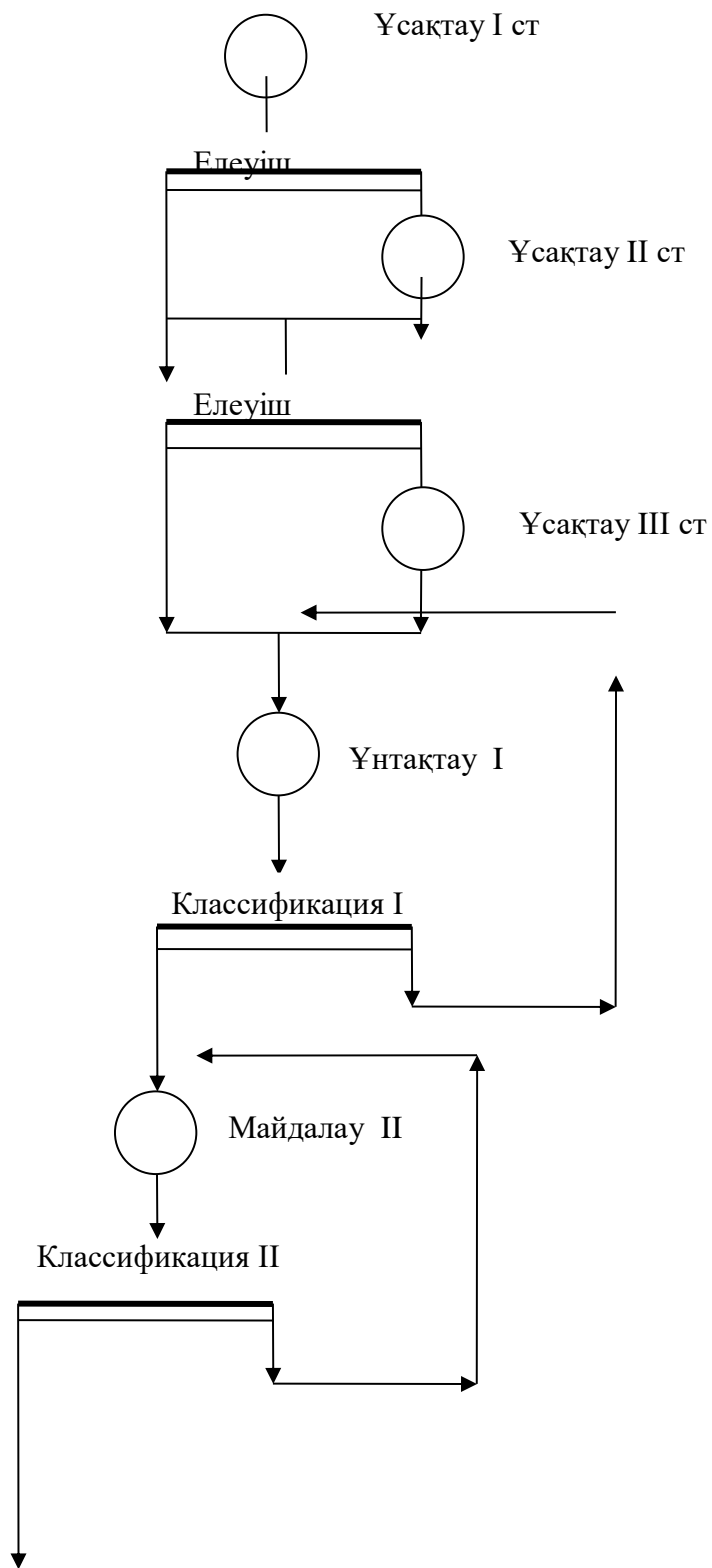 Ұсақтау I ст
Елеуіш
Ұсақтау II ст
Елеуіш
Ұсақтау III ст
Ұнтақтау I
Классификация I
Майдалау II
Классификация II